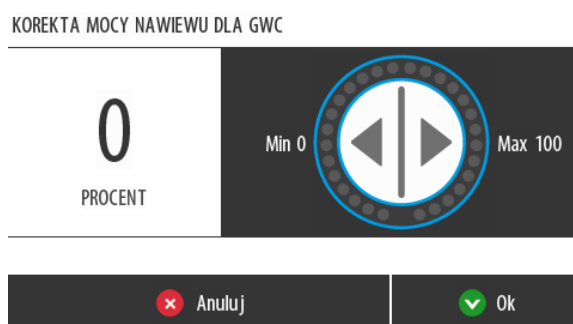 KOREKTA MOCY NAWIEWU DLA GWC
0
PROCENT
Min 0
Max 100
Anuluj
Ok